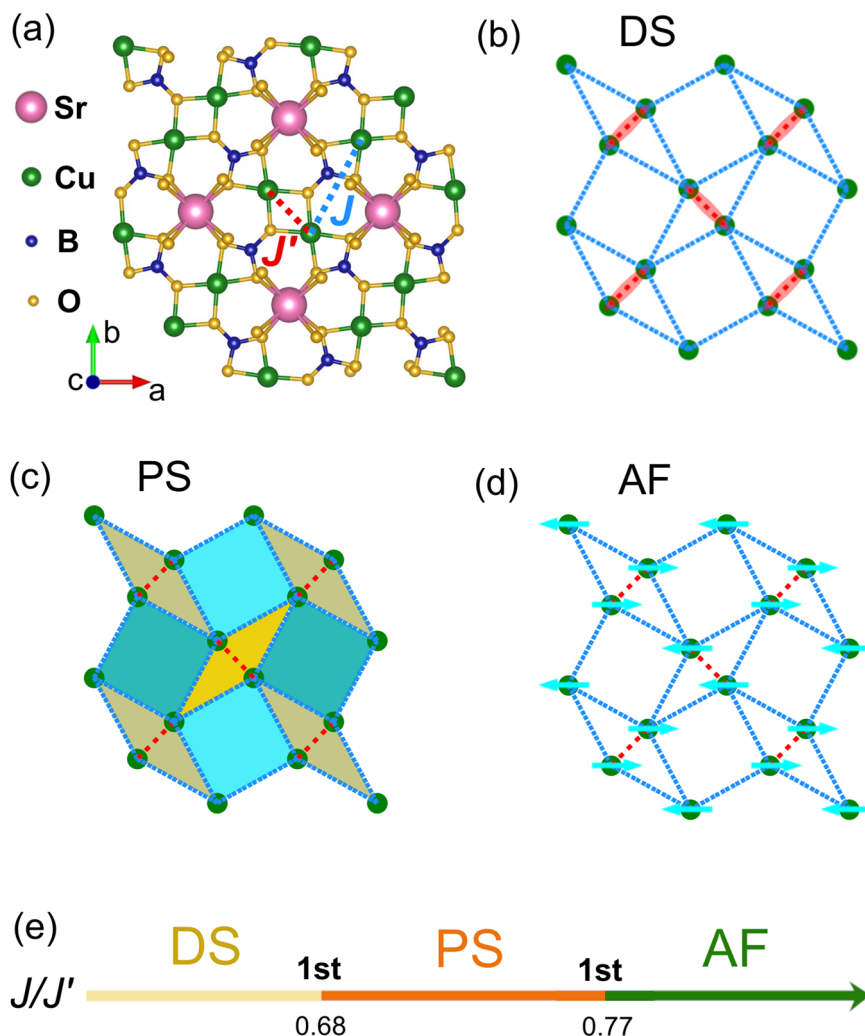 (a)
Sr
Cu
B
O
J'
J
b
c
a
(b)
DS
(c)
PS
(d)
AF
(e)
DS
PS
AF
1st
1st
J/J'
0.68
0.77